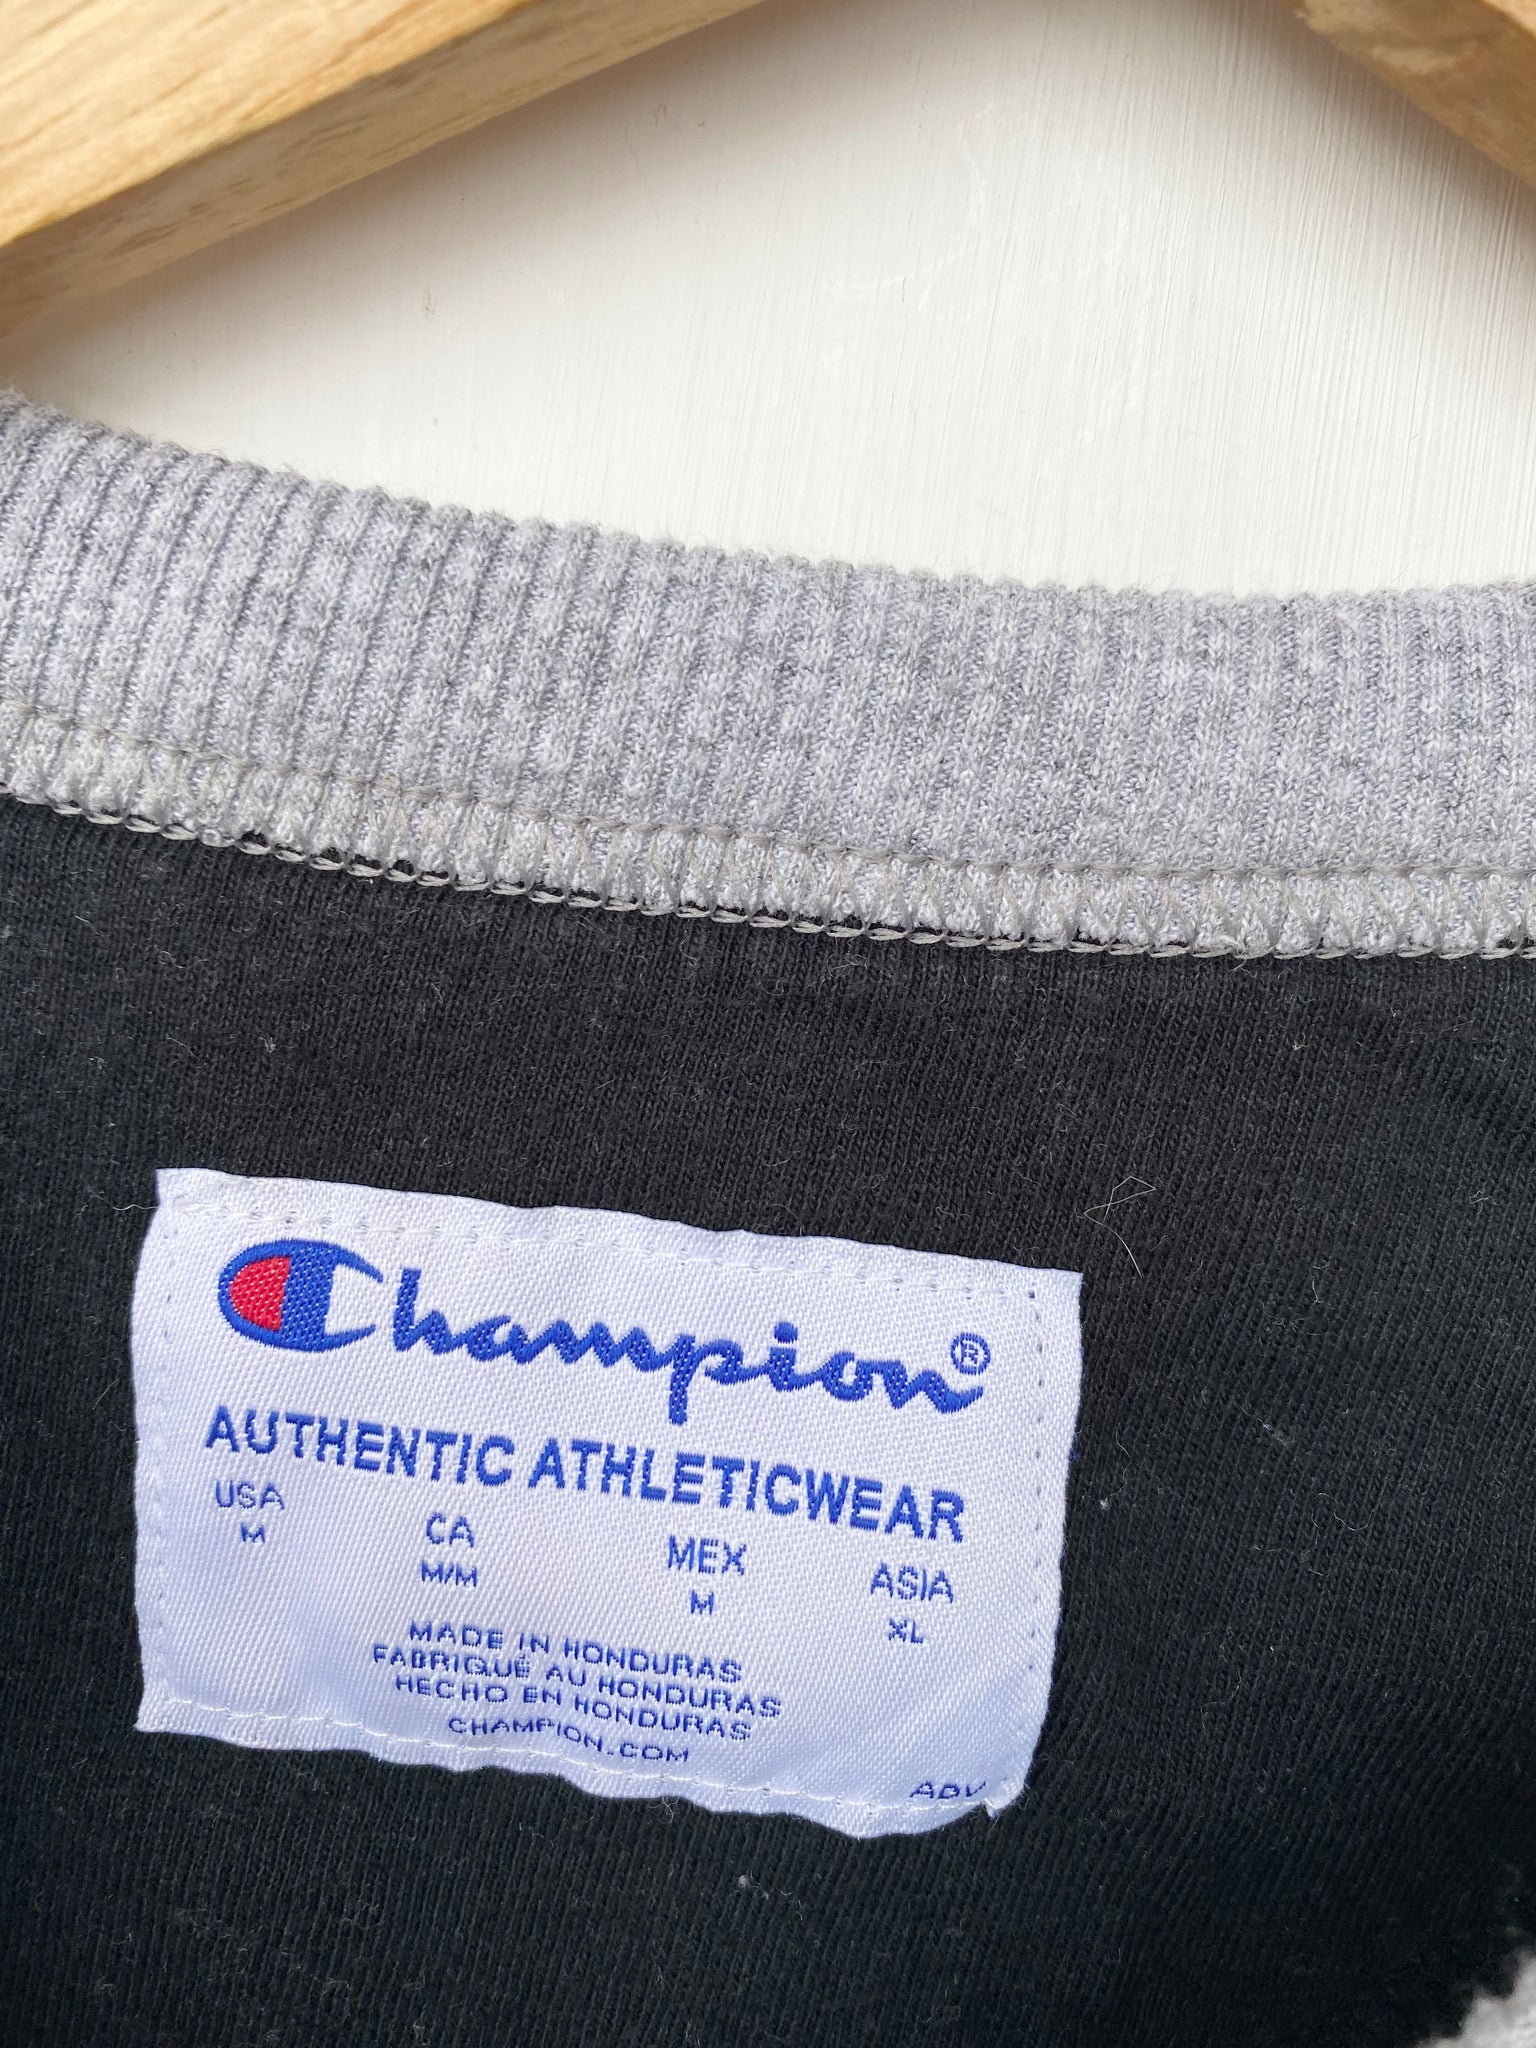 Champion®
AUTHENTIC ATHLETICWEAR
USA CA MEX ASIA
M M/M M XL
MADE IN HONDURAS
FABRIQUÉ AU HONDURAS
HECHO EN HONDURAS
CHAMPION.COM
ADV